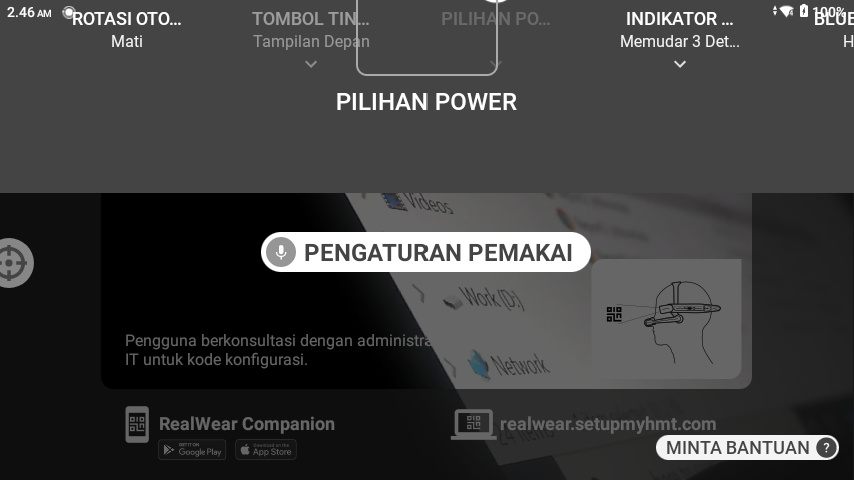 2.46 AM
100%
ROTASI OTO...
Mati
TOMBOL TIN...
Tampilan Depan
PILIHAN PO...
INDIKATOR ...
Memudar 3 Det...
BLUE
H
PILIHAN POWER
Videos
PENGATURAN PEMAKAI
Work (D:)
Pengguna berkonsultasi dengan administra
IT untuk kode konfigurasi.
Network
RealWear Companion
GET IT ON
Google Play
Download on the
App Store
realwear.setupmyhmt.com
MINTA BANTUAN ?